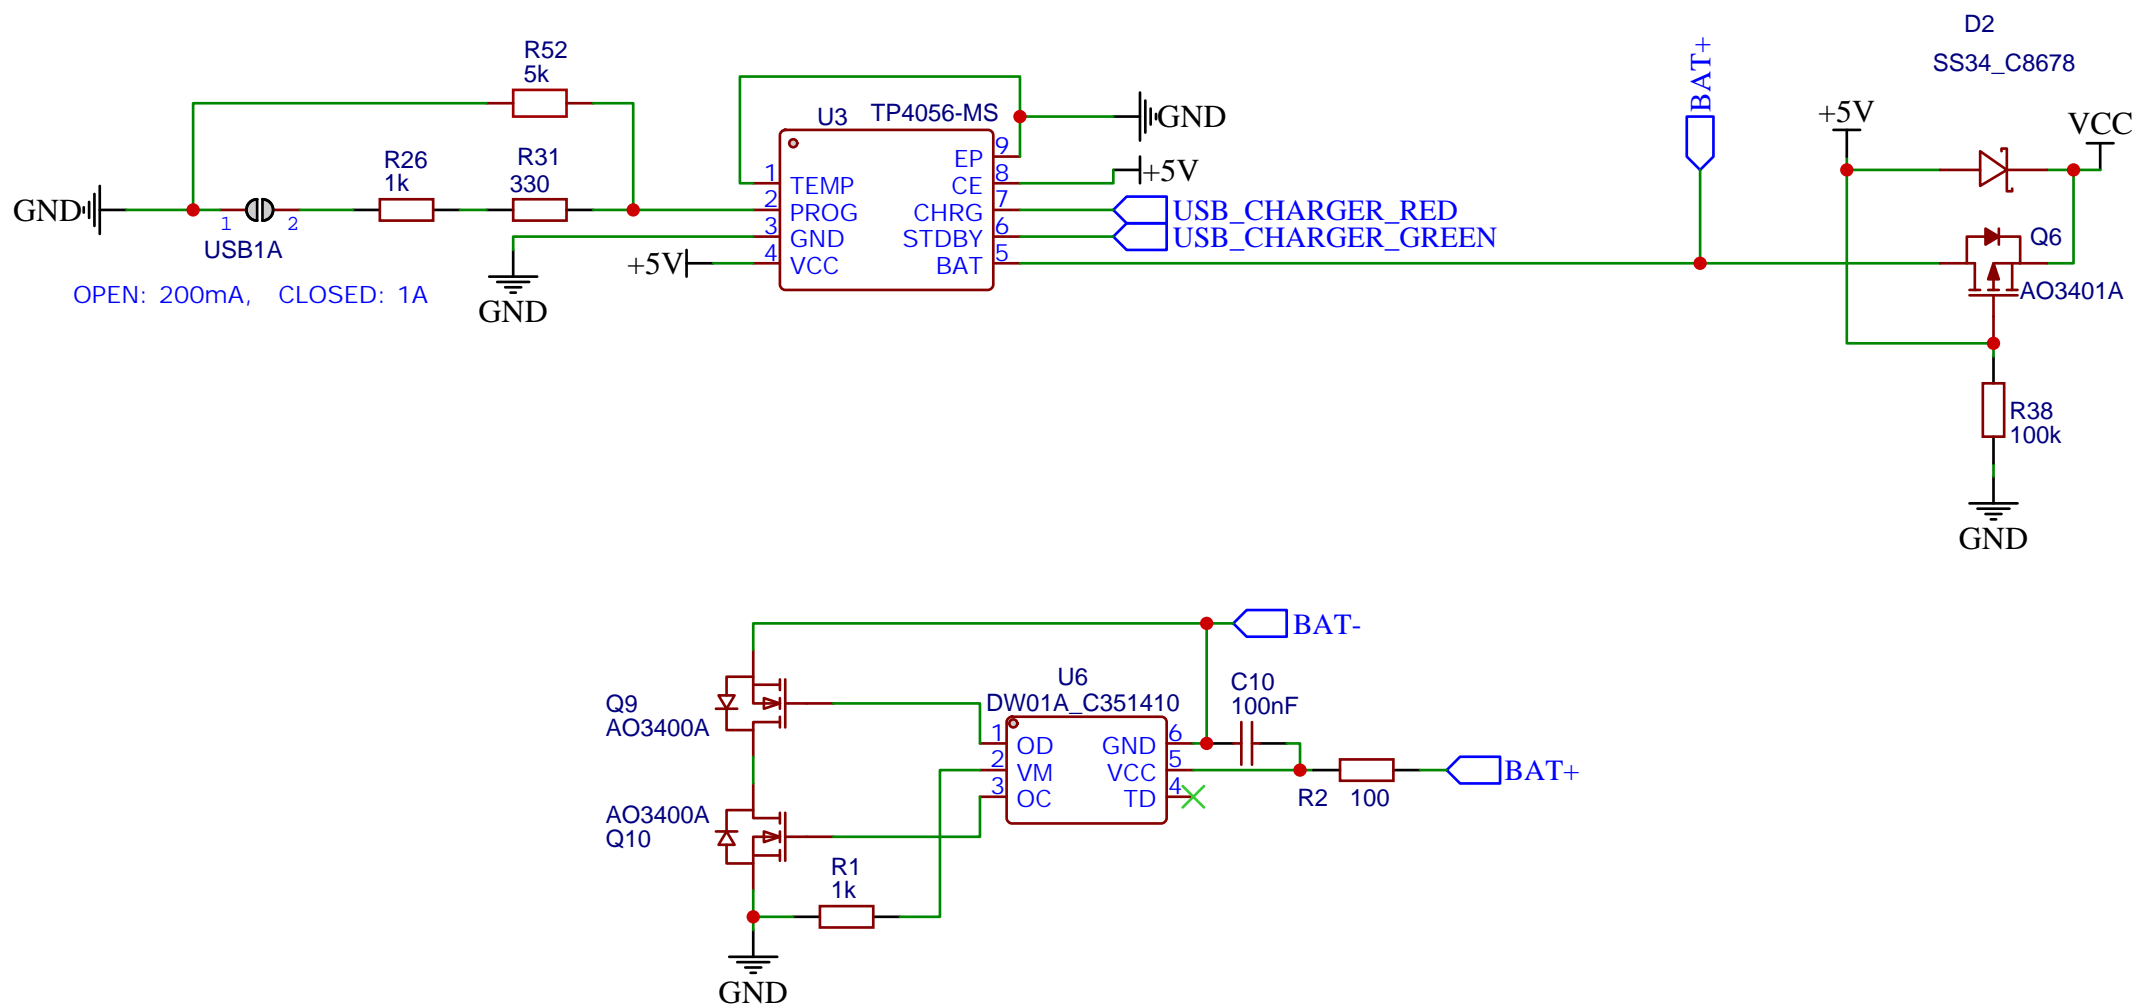 D2
SS34_C8678
R52
5k
BAT+
+5V
VCC
U3 TP4056-MS
GND
R26
1k
R31
330
9
EP
8
CE
+5V
1
TEMP
7
CHRG
USB_CHARGER_RED
2
PROG
6
STDBY
USB_CHARGER_GREEN
3
GND
5
BAT
4
VCC
+5V
GND
1 2
USB1A
OPEN: 200mA, CLOSED: 1A
GND
Q6
AO3401A
R38
100k
GND
BAT-
U6
DW01A_C351410
C10
100nF
Q9
AO3400A
1
OD
GND
6
2
VM
VCC
5
3
OC
TD
4
R2 100
BAT+
AO3400A
Q10
R1
1k
GND